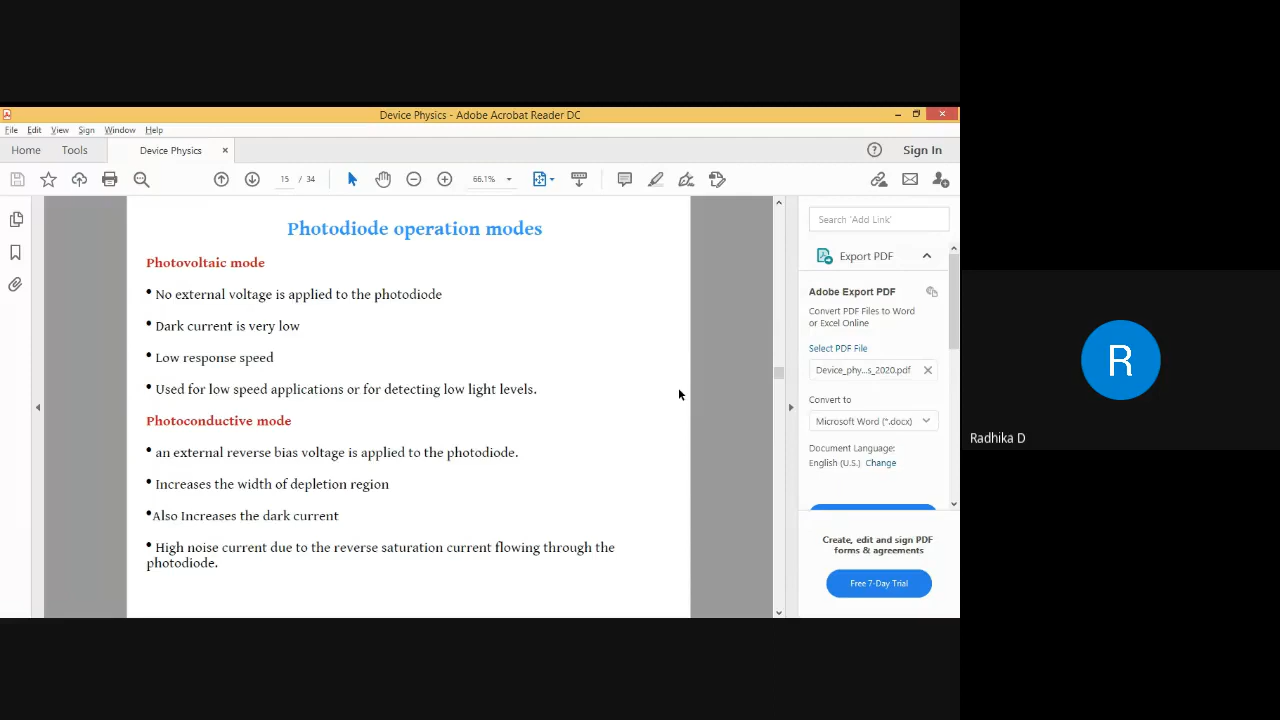 Device Physics - Adobe Acrobat Reader DC
File Edit View Sign Window Help
Home Tools Device Physics × Sign In
15 / 34 66.1%
Photodiode operation modes
Photovoltaic mode
• No external voltage is applied to the photodiode
• Dark current is very low
• Low response speed
• Used for low speed applications or for detecting low light levels.
Photoconductive mode
• an external reverse bias voltage is applied to the photodiode.
• Increases the width of depletion region
•Also Increases the dark current
• High noise current due to the reverse saturation current flowing through the
photodiode.
Search 'Add Link'
Export PDF
Adobe Export PDF
Convert PDF Files to Word
or Excel Online
Select PDF File
Device_phy...s_2020.pdf
Convert to
Microsoft Word (*.docx)
Document Language:
English (U.S.) Change
Create, edit and sign PDF
forms & agreements
Free 7-Day Trial
R
Radhika D